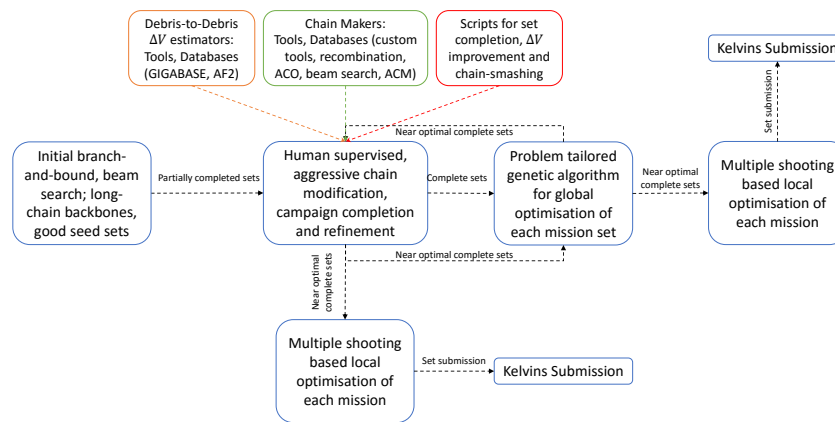 Debris-to-Debris
ΔV estimators:
Tools, Databases
(GIGABASE, AF2)
Chain Makers:
Tools, Databases (custom
tools, recombination,
ACO, beam search, ACM)
Scripts for set
completion, ΔV
improvement and
chain-smashing
Kelvins Submission
Set submission
Near optimal complete sets
Initial branch-
and-bound, beam
search; long-
chain backbones,
good seed sets
Partially completed sets
Human supervised,
aggressive chain
modification,
campaign completion
and refinement
Complete sets
Problem tailored
genetic algorithm
for global
optimisation of
each mission set
Near optimal
complete sets
Multiple shooting
based local
optimisation of
each mission
Near optimal complete sets
Near optimal
complete sets
Multiple shooting
based local
optimisation of
each mission
Set submission
Kelvins Submission